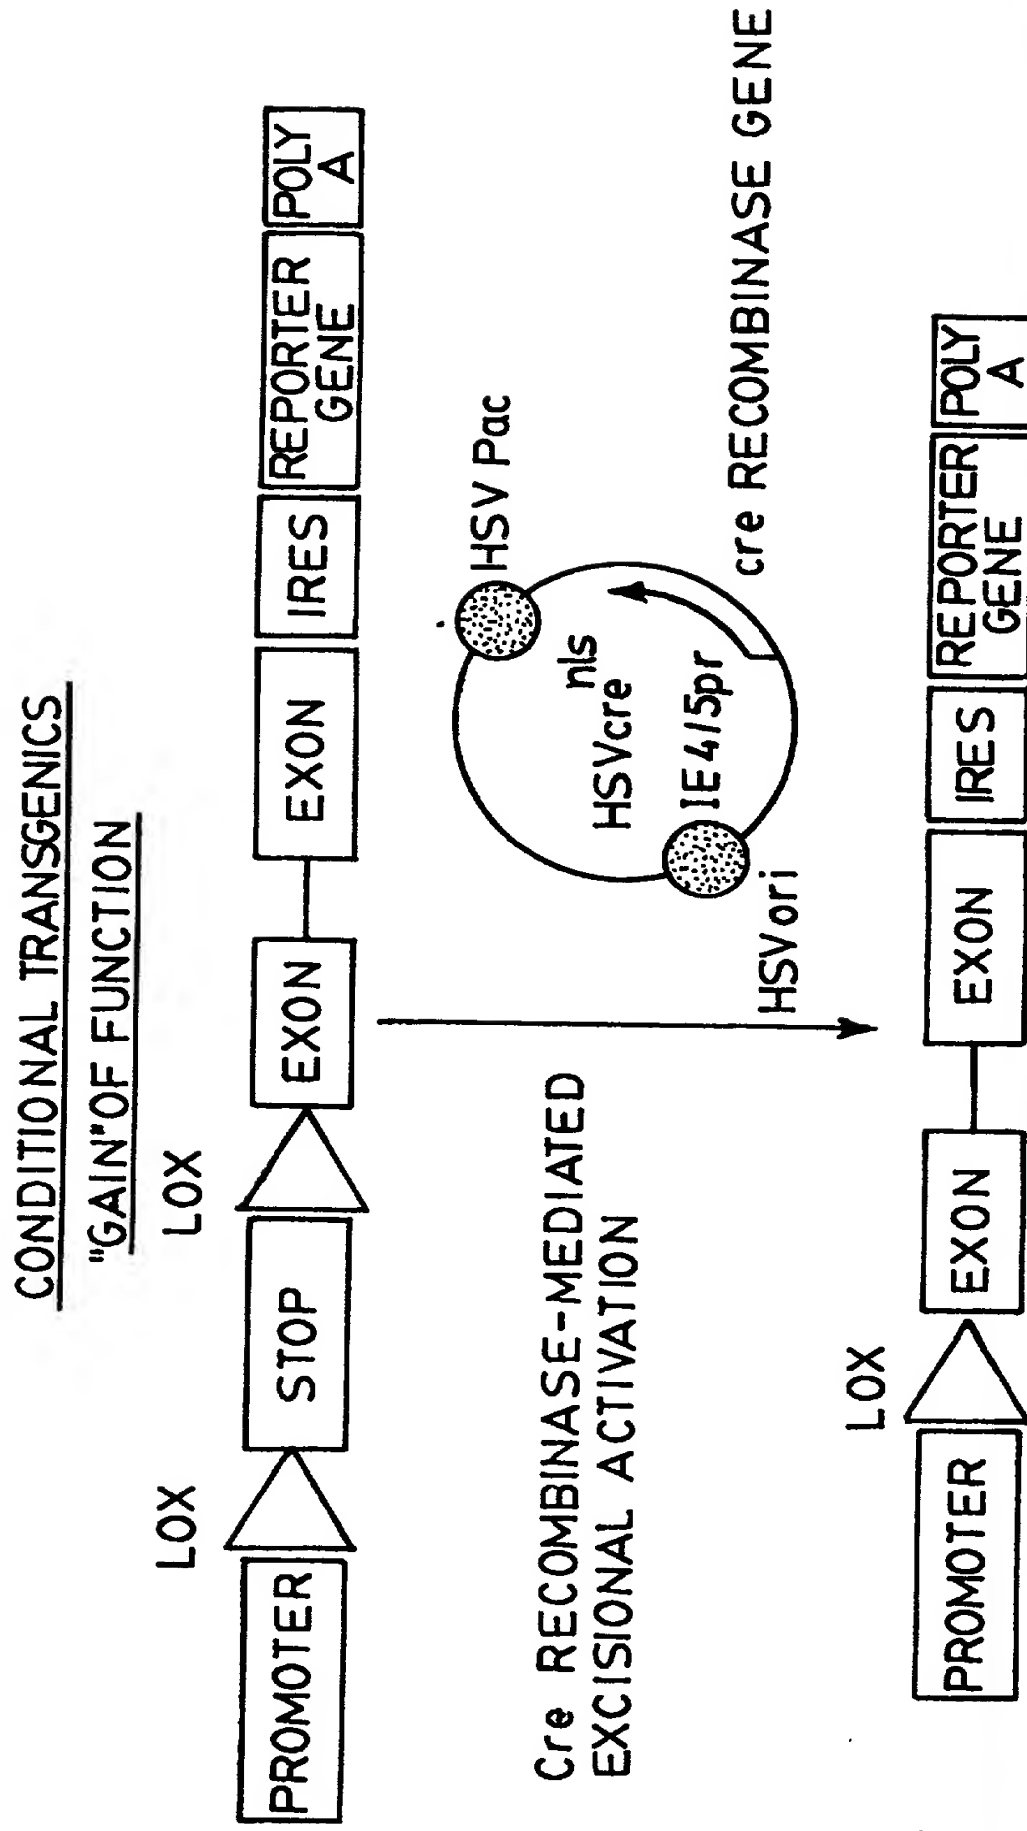 CONDITIONAL TRANSGENICS
"GAIN"OF FUNCTION
LOX
LOX
PROMOTER
STOP
EXON
EXON
IRES
REPORTER
GENE
POLY
A
Cre RECOMBINASE-MEDIATED
EXCISIONAL ACTIVATION
HSV Pac
nls
HSVcre
IE4/5pr
HSVori
cre RECOMBINASE GENE
LOX
PROMOTER
EXON
EXON
IRES
REPORTER
GENE
POLY
A